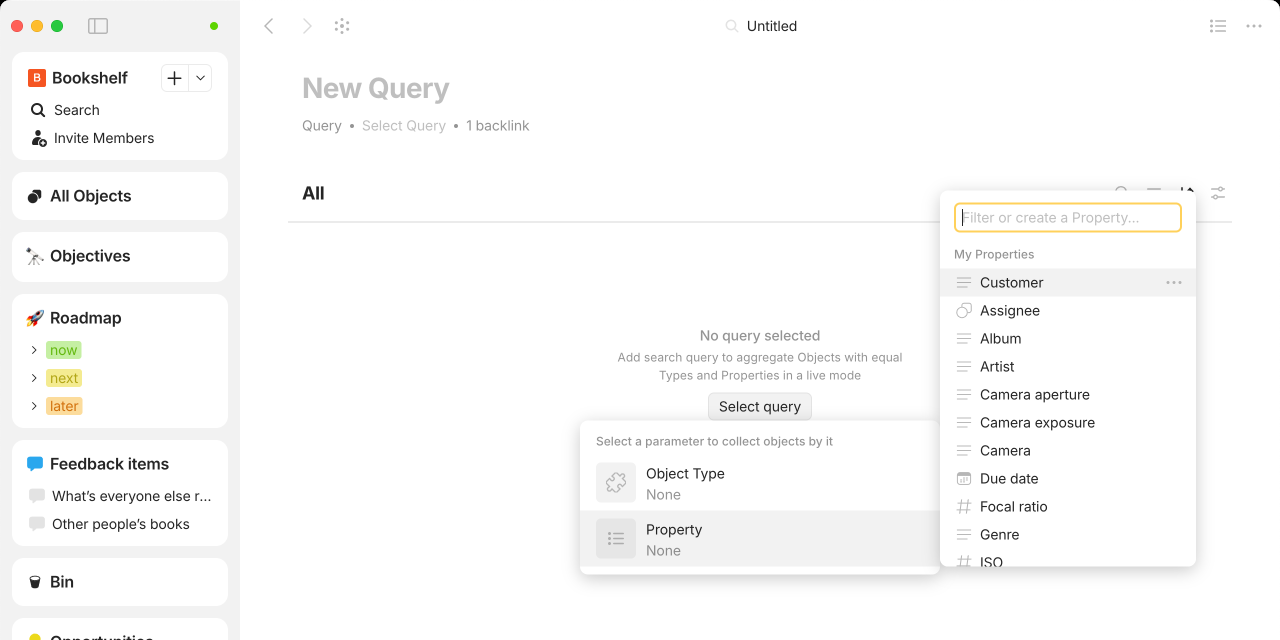 B Bookshelf
Search
Invite Members
All Objects
Objectives
Roadmap
now
next
later
Feedback items
What’s everyone else r...
Other people’s books
Bin
Opportunities
Untitled
New Query
Query • Select Query • 1 backlink
All
No query selected
Add search query to aggregate Objects with equal
Types and Properties in a live mode
Select query
Select a parameter to collect objects by it
Object Type
None
Property
None
Filter or create a Property...
My Properties
Customer
Assignee
Album
Artist
Camera aperture
Camera exposure
Camera
Due date
Focal ratio
Genre
ISO